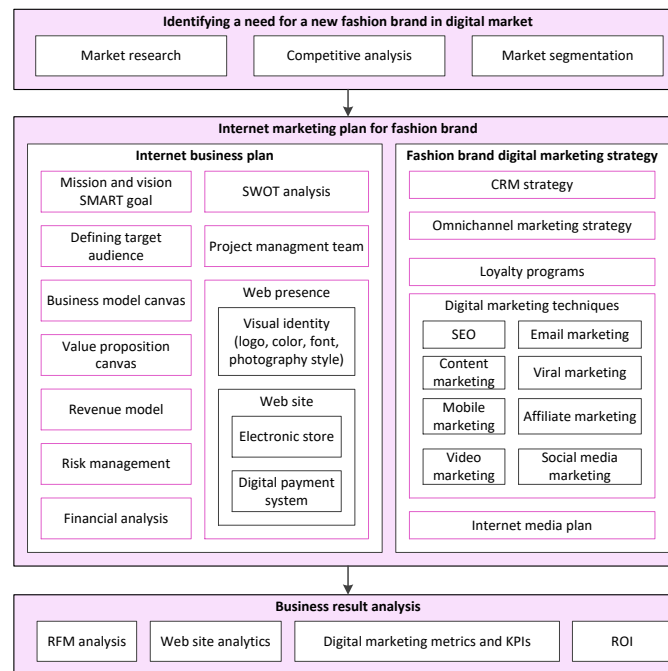 Identifying a need for a new fashion brand in digital market
Market research
Competitive analysis
Market segmentation
Internet marketing plan for fashion brand
Internet business plan
Mission and vision
SMART goal
Defining target
audience
Business model canvas
Value proposition
canvas
Revenue model
Risk management
Financial analysis
SWOT analysis
Project managment team
Web presence
Visual identity
(logo, color, font,
photography style)
Web site
Electronic store
Digital payment
system
Fashion brand digital marketing strategy
CRM strategy
Omnichannel marketing strategy
Loyalty programs
Digital marketing techniques
SEO
Email marketing
Content
marketing
Viral marketing
Mobile
marketing
Affiliate marketing
Video
marketing
Social media
marketing
Internet media plan
Business result analysis
RFM analysis
Web site analytics
Digital marketing metrics and KPIs
ROI